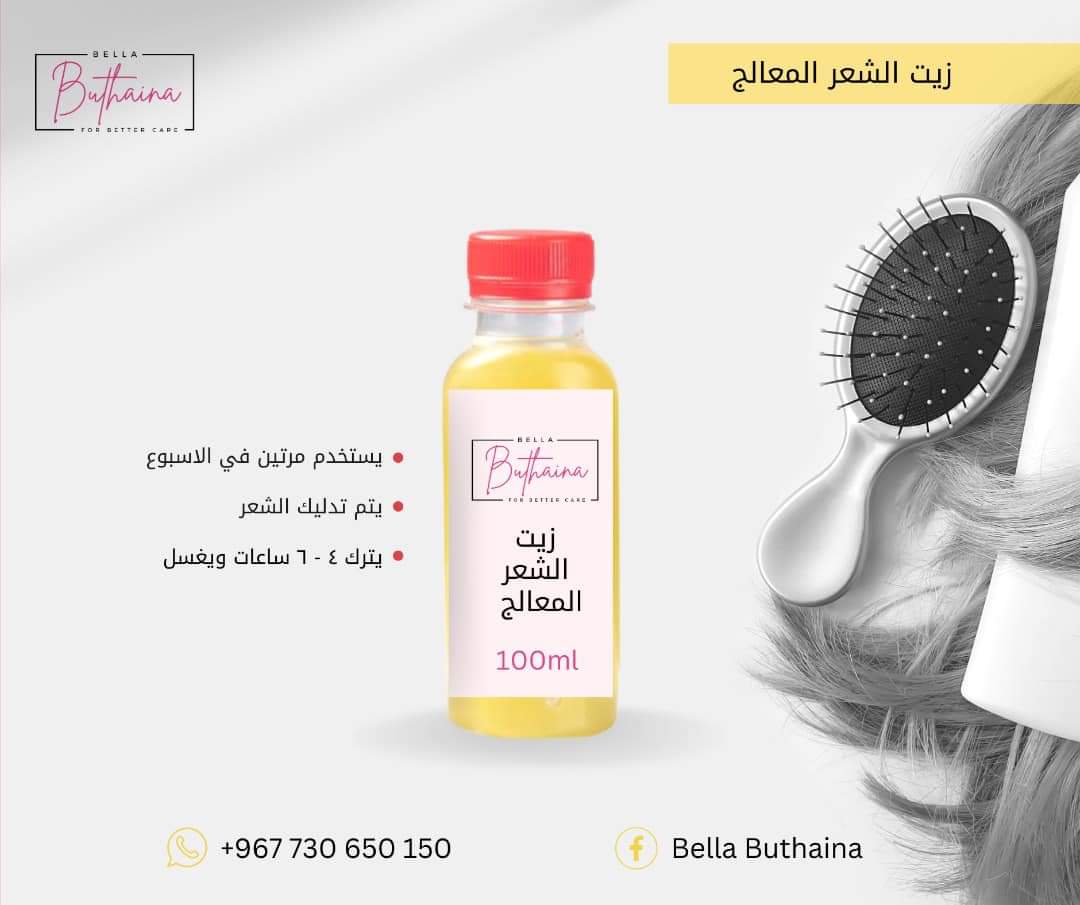 BELLA
Buthaina
FOR BETTER CARE
زيت الشعر المعالج
يستخدم مرتين في الاسبوع
يتم تدليك الشعر
يترك ٤ - ٦ ساعات ويغسل
BELLA
Buthaina
FOR BETTER CARE
زيت
الشعر
المعالج
100ml
+967 730 650 150
Bella Buthaina